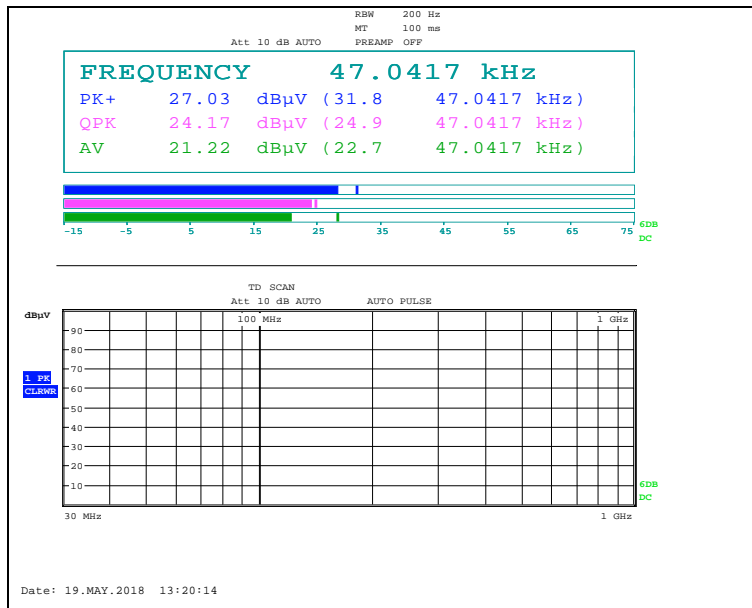 RBW 200 Hz
MT 100 ms
Att 10 dB AUTO PREAMP OFF
FREQUENCY 47.0417 kHz
PK+ 27.03 dBµV (31.8 47.0417 kHz)
QPK 24.17 dBµV (24.9 47.0417 kHz)
AV 21.22 dBµV (22.7 47.0417 kHz)
-15 -5 5 15 25 35 45 55 65 75
6DB
DC
TD SCAN
Att 10 dB AUTO AUTO PULSE
dBµV
100 MHz 1 GHz
90
80
70
1 PK
60
CLRWR
50
40
30
20
10
6DB
DC
30 MHz 1 GHz
Date: 19.MAY.2018 13:20:14